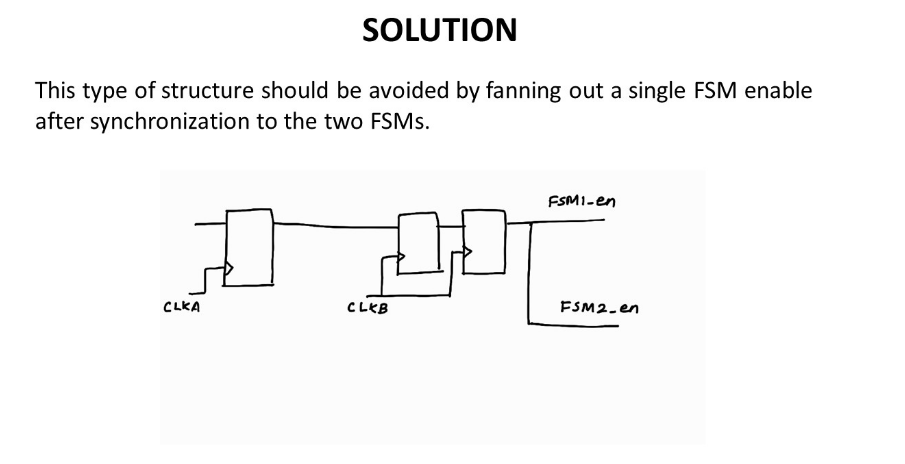 SOLUTION
This type of structure should be avoided by fanning out a single FSM enable
after synchronization to the two FSMs.
FSM1-en
CLKA
CLKB
FSM2-en